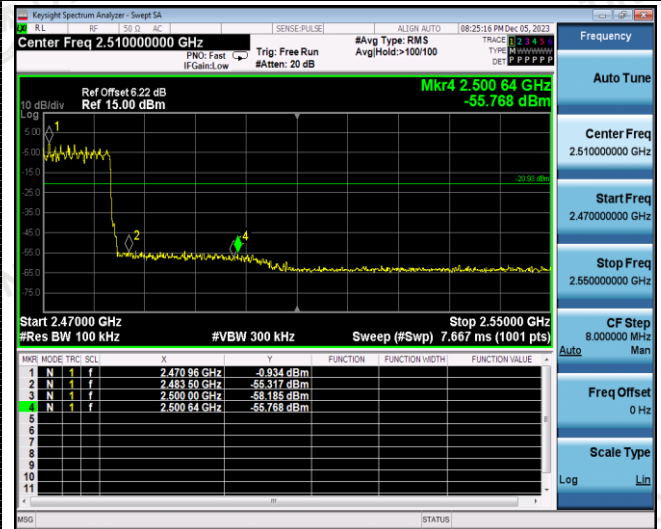 Keysight Spectrum Analyzer - Swept SA
RL RF 50 Ω AC SENSE:PULSE ALIGN AUTO 08:25:16 PM Dec 05, 2023
Center Freq 2.510000000 GHz
PNO: Fast
IFGain:Low
Trig: Free Run
#Atten: 20 dB
#Avg Type: RMS
Avg|Hold:>100/100
TRACE 1 2 3 4 5 6
TYPE M WWWWW
DET P P P P P P
Frequency
Auto Tune
Center Freq
2.510000000 GHz
Start Freq
2.470000000 GHz
Stop Freq
2.550000000 GHz
CF Step
8.000000 MHz
Auto Man
Freq Offset
0 Hz
Scale Type
Log Lin
Mkr4 2.500 64 GHz
-55.768 dBm
Ref Offset 6.22 dB
10 dB/div Ref 15.00 dBm
Log
5.00
-5.00
-15.0
-25.0
-35.0
-45.0
-55.0
-65.0
-75.0
1
2
4
-20.93 dBm
Start 2.47000 GHz Stop 2.55000 GHz
#Res BW 100 kHz #VBW 300 kHz Sweep (#Swp) 7.667 ms (1001 pts)
MKR MODE TRC SCL X Y FUNCTION FUNCTION WIDTH FUNCTION VALUE
1 N 1 f 2.470 96 GHz -0.934 dBm
2 N 1 f 2.483 50 GHz -55.317 dBm
3 N 1 f 2.500 00 GHz -58.185 dBm
4 N 1 f 2.500 64 GHz -55.768 dBm
5
6
7
8
9
10
11
MSG STATUS